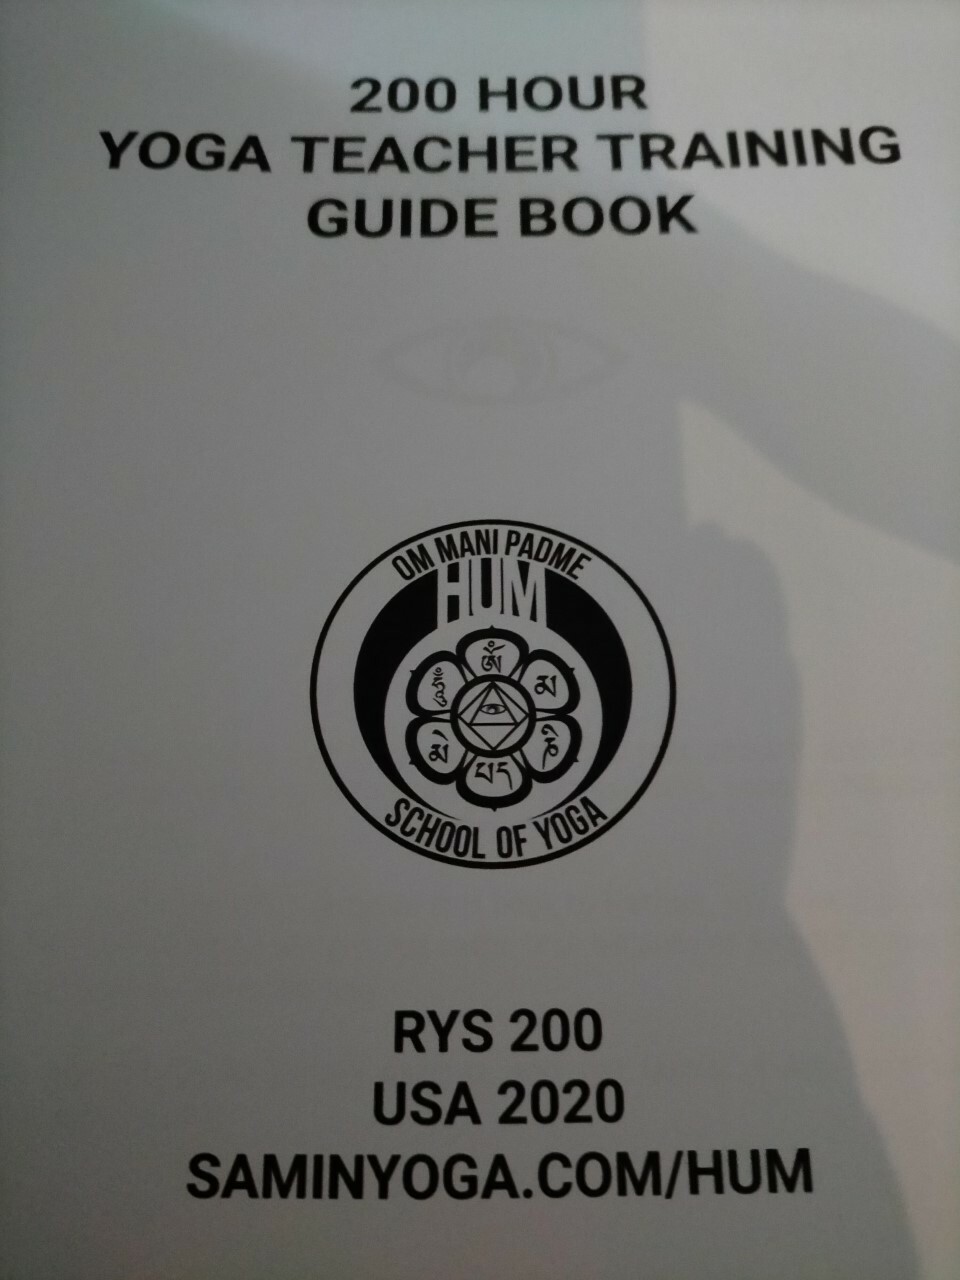 200 HOUR
YOGA TEACHER TRAINING
GUIDE BOOK
OM MANI PADME
HUM
ༀ
མ
ཎི
པད
མེ
SCHOOL OF YOGA
RYS 200
USA 2020
SAMINYOGA.COM/HUM